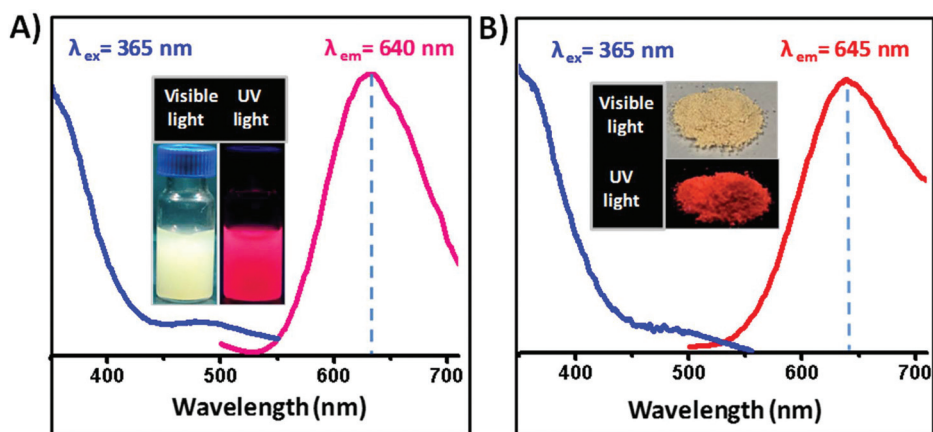 A)
λex= 365 nm
λem= 640 nm
Visible light
UV light
400
500
600
700
Wavelength (nm)
B)
λex= 365 nm
λem= 645 nm
Visible light
UV light
400
500
600
700
Wavelength (nm)